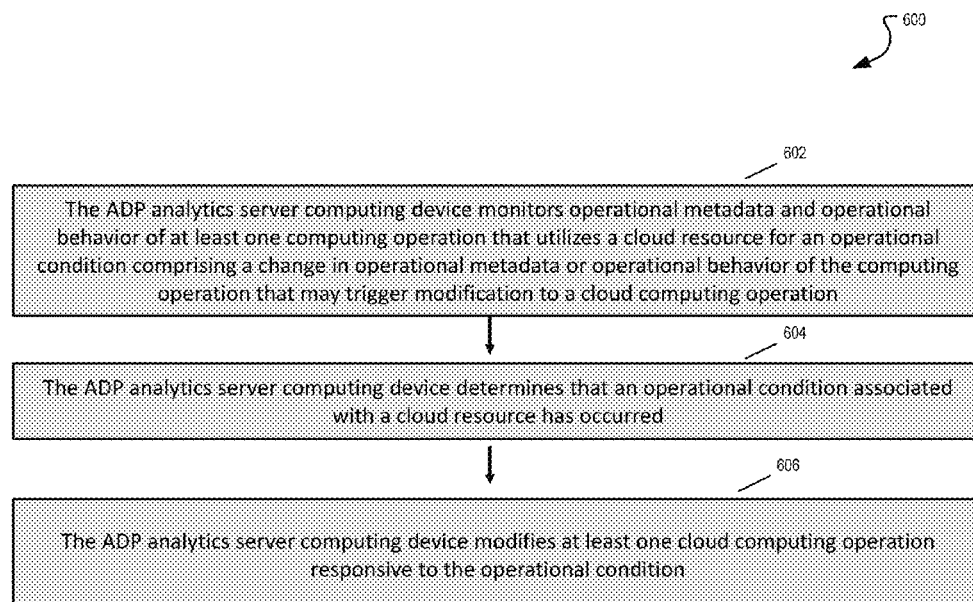 600
602
The ADP analytics server computing device monitors operational metadata and operational
behavior of at least one computing operation that utilizes a cloud resource for an operational
condition comprising a change in operational metadata or operational behavior of the computing
operation that may trigger modification to a cloud computing operation
604
The ADP analytics server computing device determines that an operational condition associated
with a cloud resource has occurred
606
The ADP analytics server computing device modifies at least one cloud computing operation
responsive to the operational condition